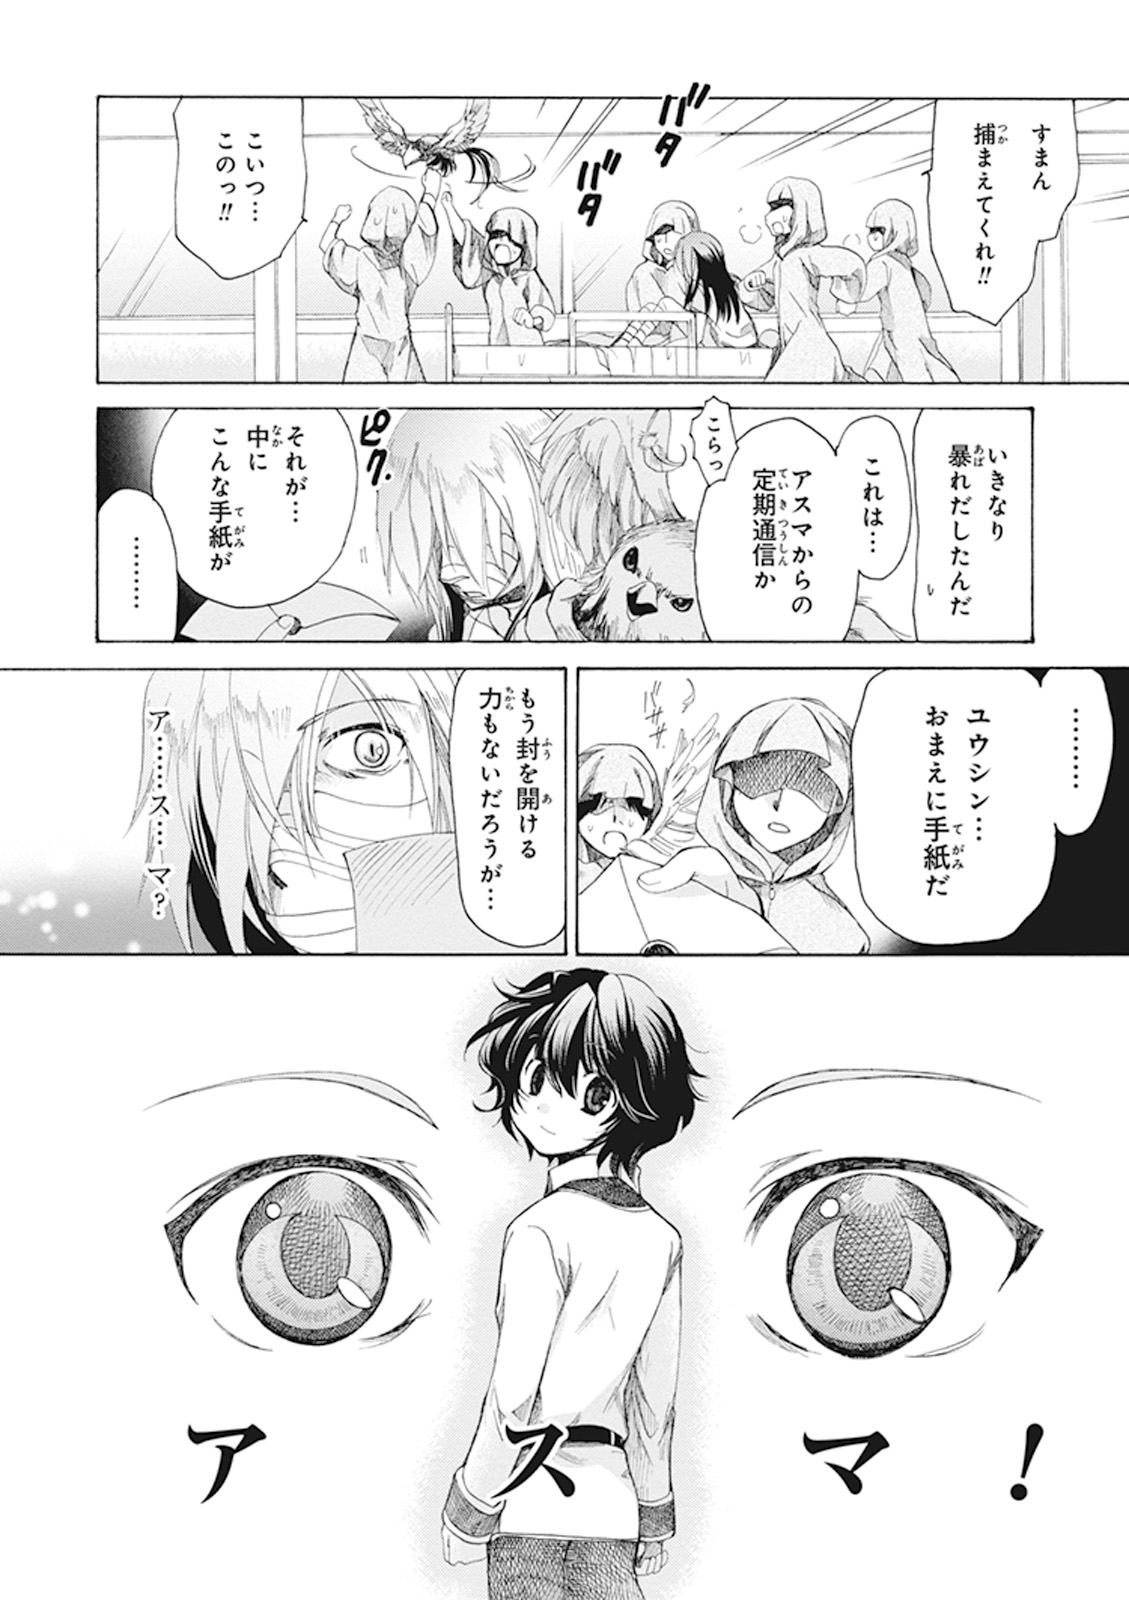 すまん
捕まえてくれ!!
バタ
バタ
こいつ…
このっ!!
いきなり
暴れだしたんだ
これは…
アスマからの
定期通信か
こらっ
ピク.
それが…
中に
こんな手紙が
………
………
ユウシン…
おまえに手紙だ
バサバサ
もう封を開ける
力もないだろうが…
ア……ス…マ?
アスマ!